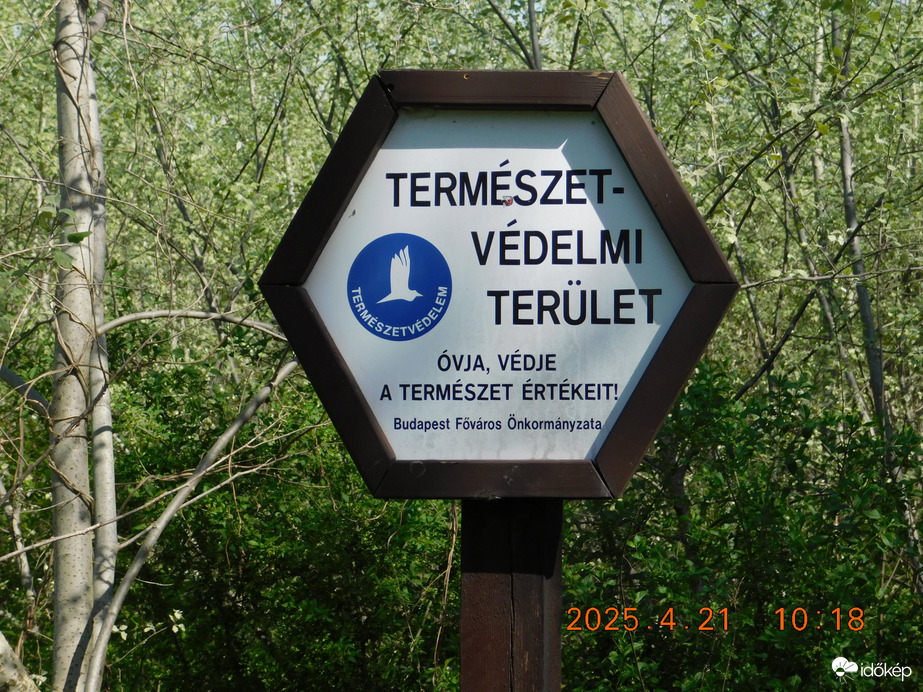 TERMÉSZET-
VÉDELMI
TERÜLET
TERMÉSZETVÉDELEM
ÓVJA, VÉDJE
A TERMÉSZET ÉRTÉKEIT!
Budapest Főváros Önkormányzata
2025.4.21 10:18
időkép